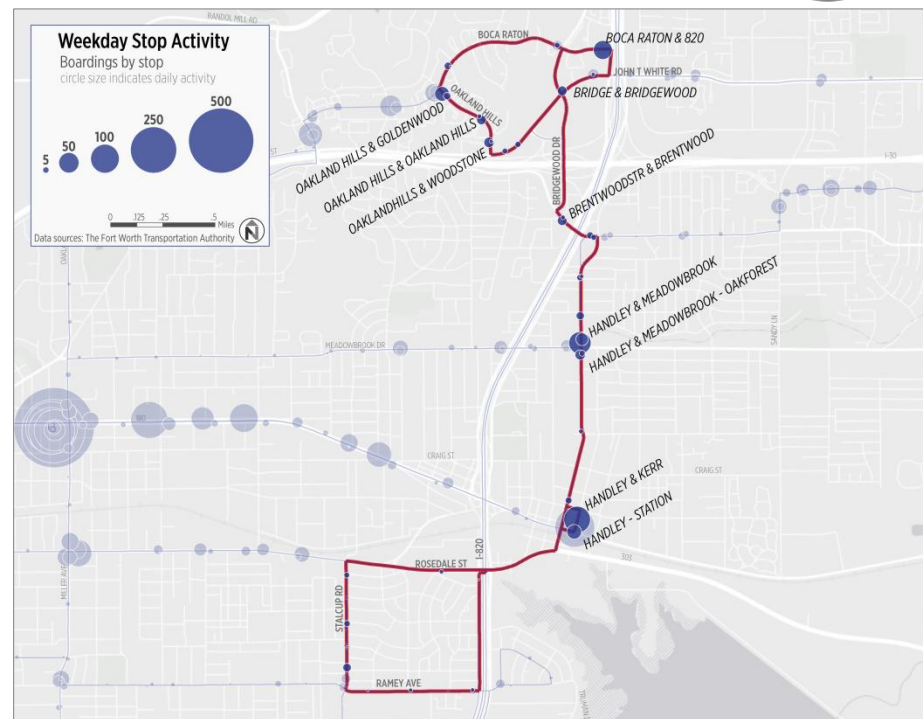 RANDOL MILL RD
Weekday Stop Activity
Boardings by stop
circle size indicates daily activity
5
50
100
250
500
0 .125 .25 .5
Miles
Data sources: The Fort Worth Transportation Authority
N
BOCA RATON
BOCA RATON & 820
JOHN T WHITE RD
BRIDGE & BRIDGEWOOD
OAKLAND HILLS
OAKLAND HILLS & GOLDENWOOD
OAKLAND HILLS & OAKLAND HILLS
OAKLANDHILLS & WOODSTONE
I-30
BRIDGEWOOD DR
BRENTWOODSTR & BRENTWOOD
HANDLEY & MEADOWBROOK
HANDLEY & MEADOWBROOK - OAKFOREST
SANDY LN
MEADOWBROOK DR
180
CRAIG ST
CRAIG ST
HANDLEY & KERR
HANDLEY - STATION
303
I-820
ROSEDALE ST
MILLER AVE
STALCUP RD
RAMEY AVE